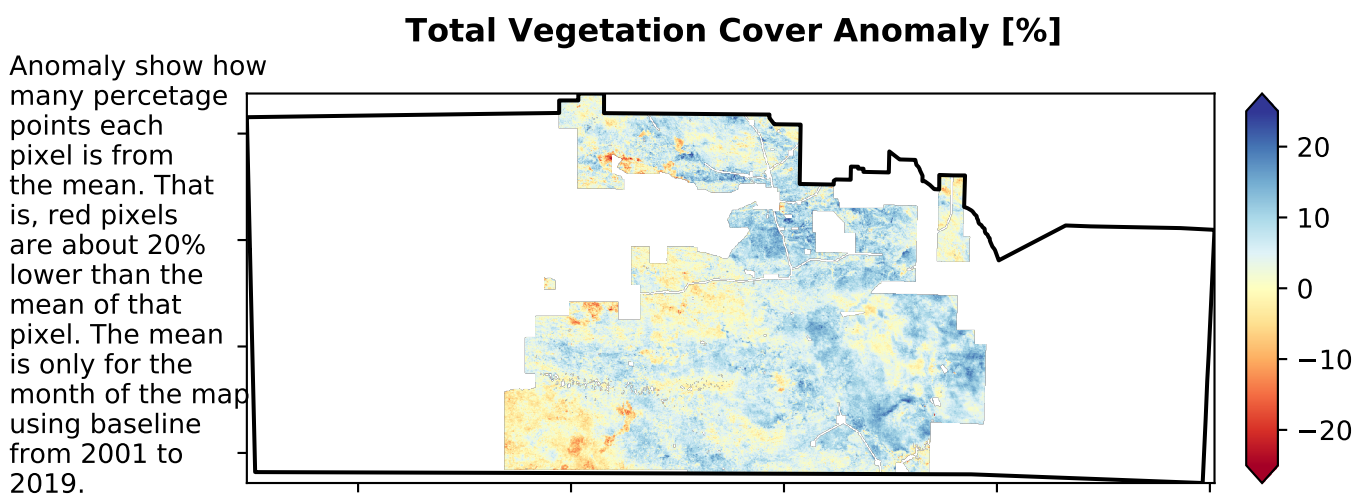 Total Vegetation Cover Anomaly [%]
Anomaly show how
many percetage
points each
pixel is from
the mean. That
is, red pixels
are about 20%
lower than the
mean of that
pixel. The mean
is only for the
month of the map
using baseline
from 2001 to
2019.
20
10
0
−10
−20